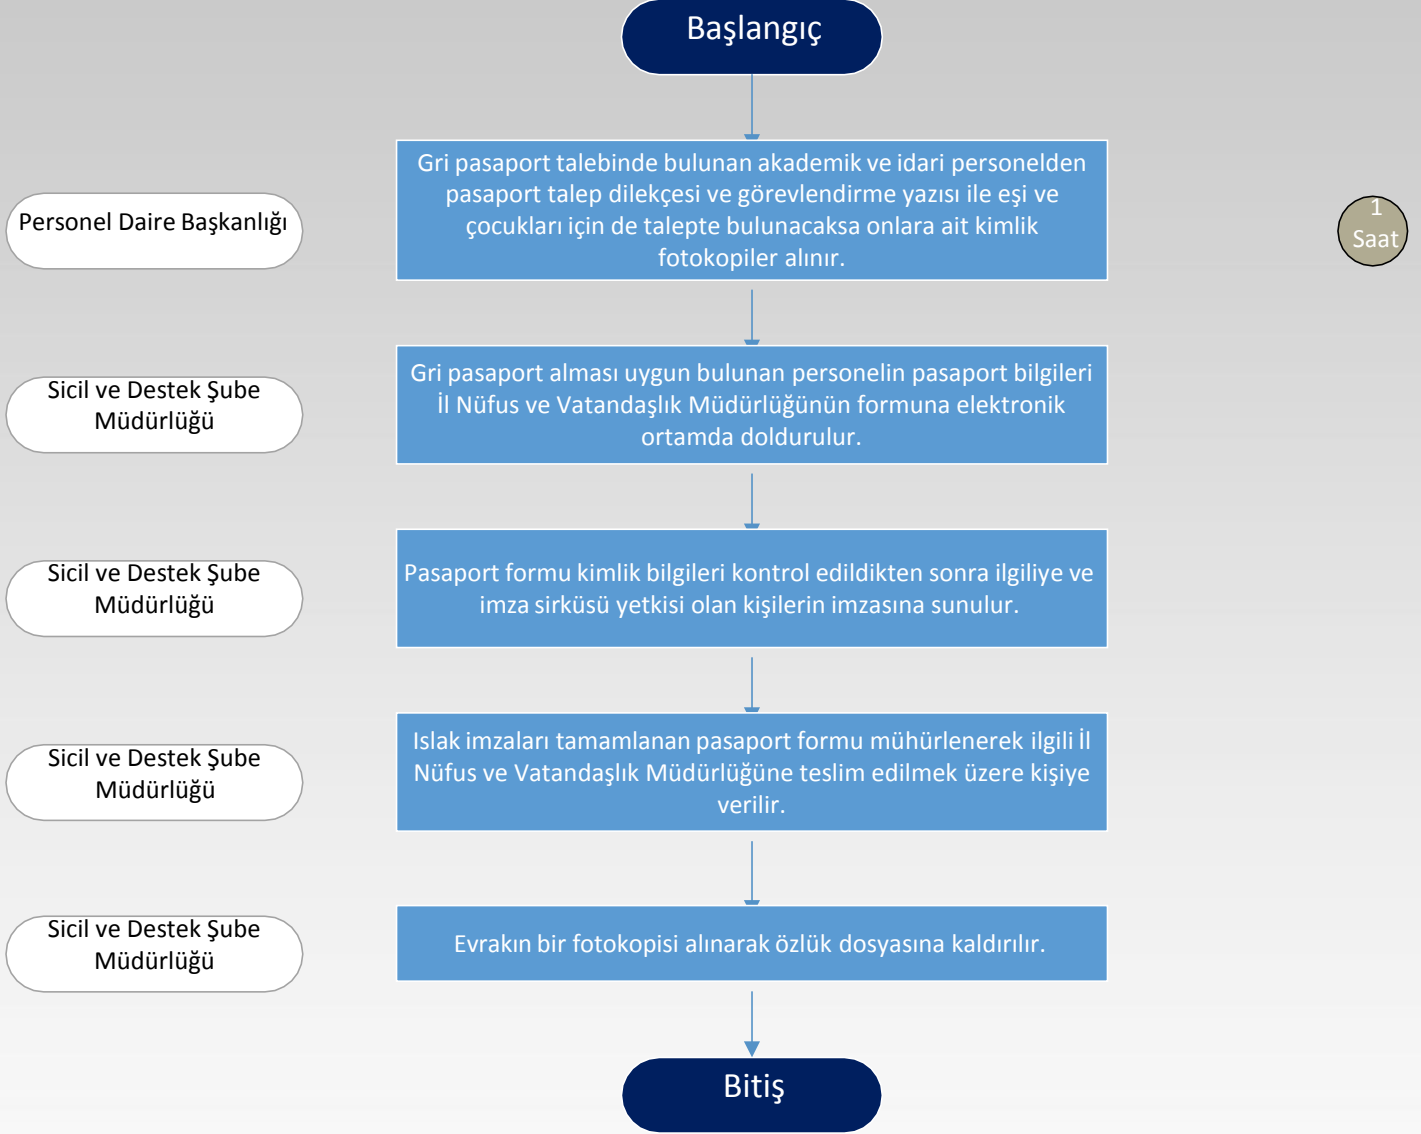 Başlangıç
Gri pasaport talebinde bulunan akademik ve idari personelden
pasaport talep dilekçesi ve görevlendirme yazısı ile eşi ve
çocukları için de talepte bulunacaksa onlara ait kimlik
fotokopiler alınır.
Personel Daire Başkanlığı
1
Saat
Sicil ve Destek Şube
Müdürlüğü
Gri pasaport alması uygun bulunan personelin pasaport bilgileri
İl Nüfus ve Vatandaşlık Müdürlüğünün formuna elektronik
ortamda doldurulur.
Sicil ve Destek Şube
Müdürlüğü
Pasaport formu kimlik bilgileri kontrol edildikten sonra ilgiliye ve
imza sirküsü yetkisi olan kişilerin imzasına sunulur.
Sicil ve Destek Şube
Müdürlüğü
Islak imzaları tamamlanan pasaport formu mühürlenerek ilgili İl
Nüfus ve Vatandaşlık Müdürlüğüne teslim edilmek üzere kişiye
verilir.
Sicil ve Destek Şube
Müdürlüğü
Evrakın bir fotokopisi alınarak özlük dosyasına kaldırılır.
Bitiş